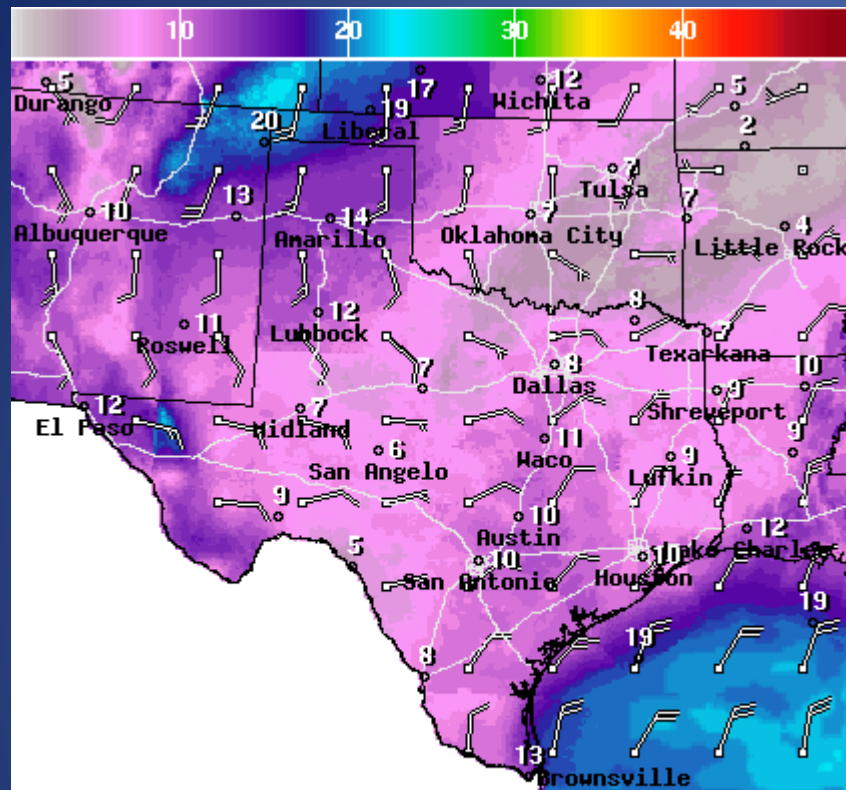 10 20 30 40
5 17 12 5
Durango Wichita
19
Liberal
20 2
7
Tulsa
10 13 14 7 7 4
Albuquerque Amarillo Oklahoma City Little Rock
11 12 8 7
Roswell Lubbock Texarkana
8
Dallas
7 9 10
Shreveport
12 7
El Paso Midland
11 9 9
Waco Lufkin
6
San Angelo
9 10 12
Austin Lake Charles
5 10 10
San Antonio Houston
19 19
8
13
Brownsville